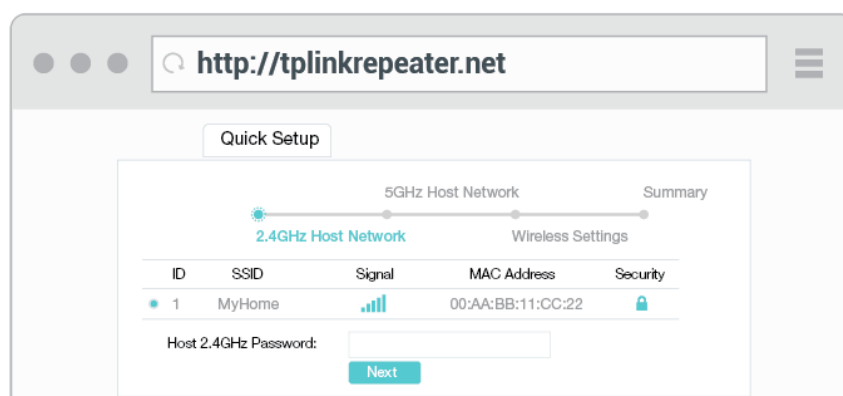 http://tplinkrepeater.net
Quick Setup
5GHz Host Network Summary
2.4GHz Host Network Wireless Settings
ID SSID Signal MAC Address Security
1 MyHome 00:AA:BB:11:CC:22
Host 2.4GHz Password:
Next